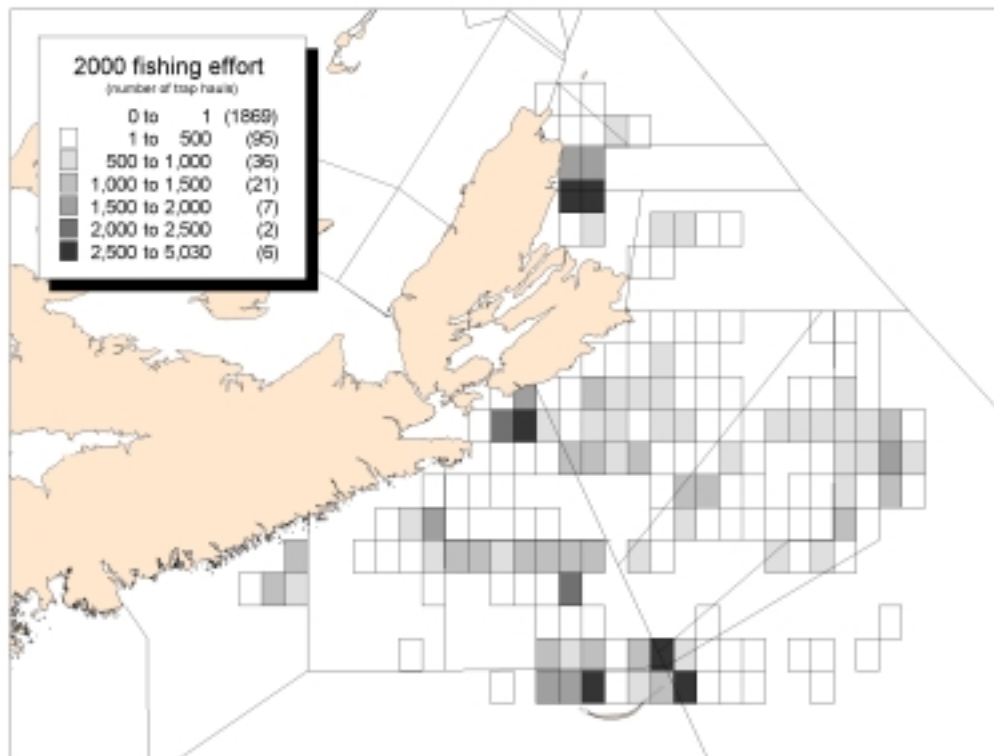 2000 fishing effort
(number of trap hauls)
0 to 1 (1869)
1 to 500 (95)
500 to 1,000 (36)
1,000 to 1,500 (21)
1,500 to 2,000 (7)
2,000 to 2,500 (2)
2,500 to 5,030 (6)